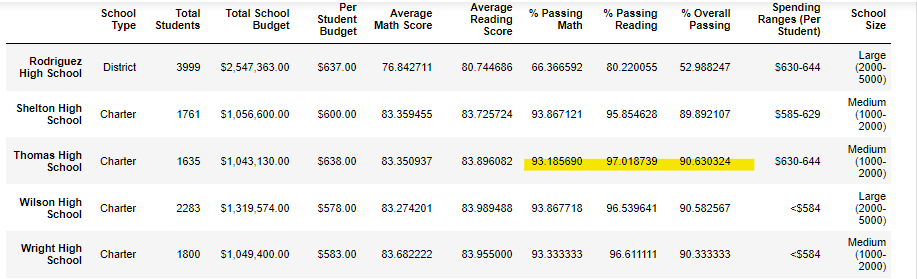 School Type Total Students Total School Budget Per Student Budget Average Math Score Average Reading Score % Passing Math % Passing Reading % Overall Passing Spending Ranges (Per Student) School Size
Rodriguez High School District 3999 $2,547,363.00 $637.00 76.842711 80.744686 66.366592 80.220055 52.988247 $630-644 Large (2000-5000)
Shelton High School Charter 1761 $1,056,600.00 $600.00 83.359455 83.725724 93.867121 95.854628 89.892107 $585-629 Medium (1000-2000)
Thomas High School Charter 1635 $1,043,130.00 $638.00 83.350937 83.896082 93.185690 97.018739 90.630324 $630-644 Medium (1000-2000)
Wilson High School Charter 2283 $1,319,574.00 $578.00 83.274201 83.989488 93.867718 96.539641 90.582567 <$584 Large (2000-5000)
Wright High School Charter 1800 $1,049,400.00 $583.00 83.682222 83.955000 93.333333 96.611111 90.333333 <$584 Medium (1000-2000)